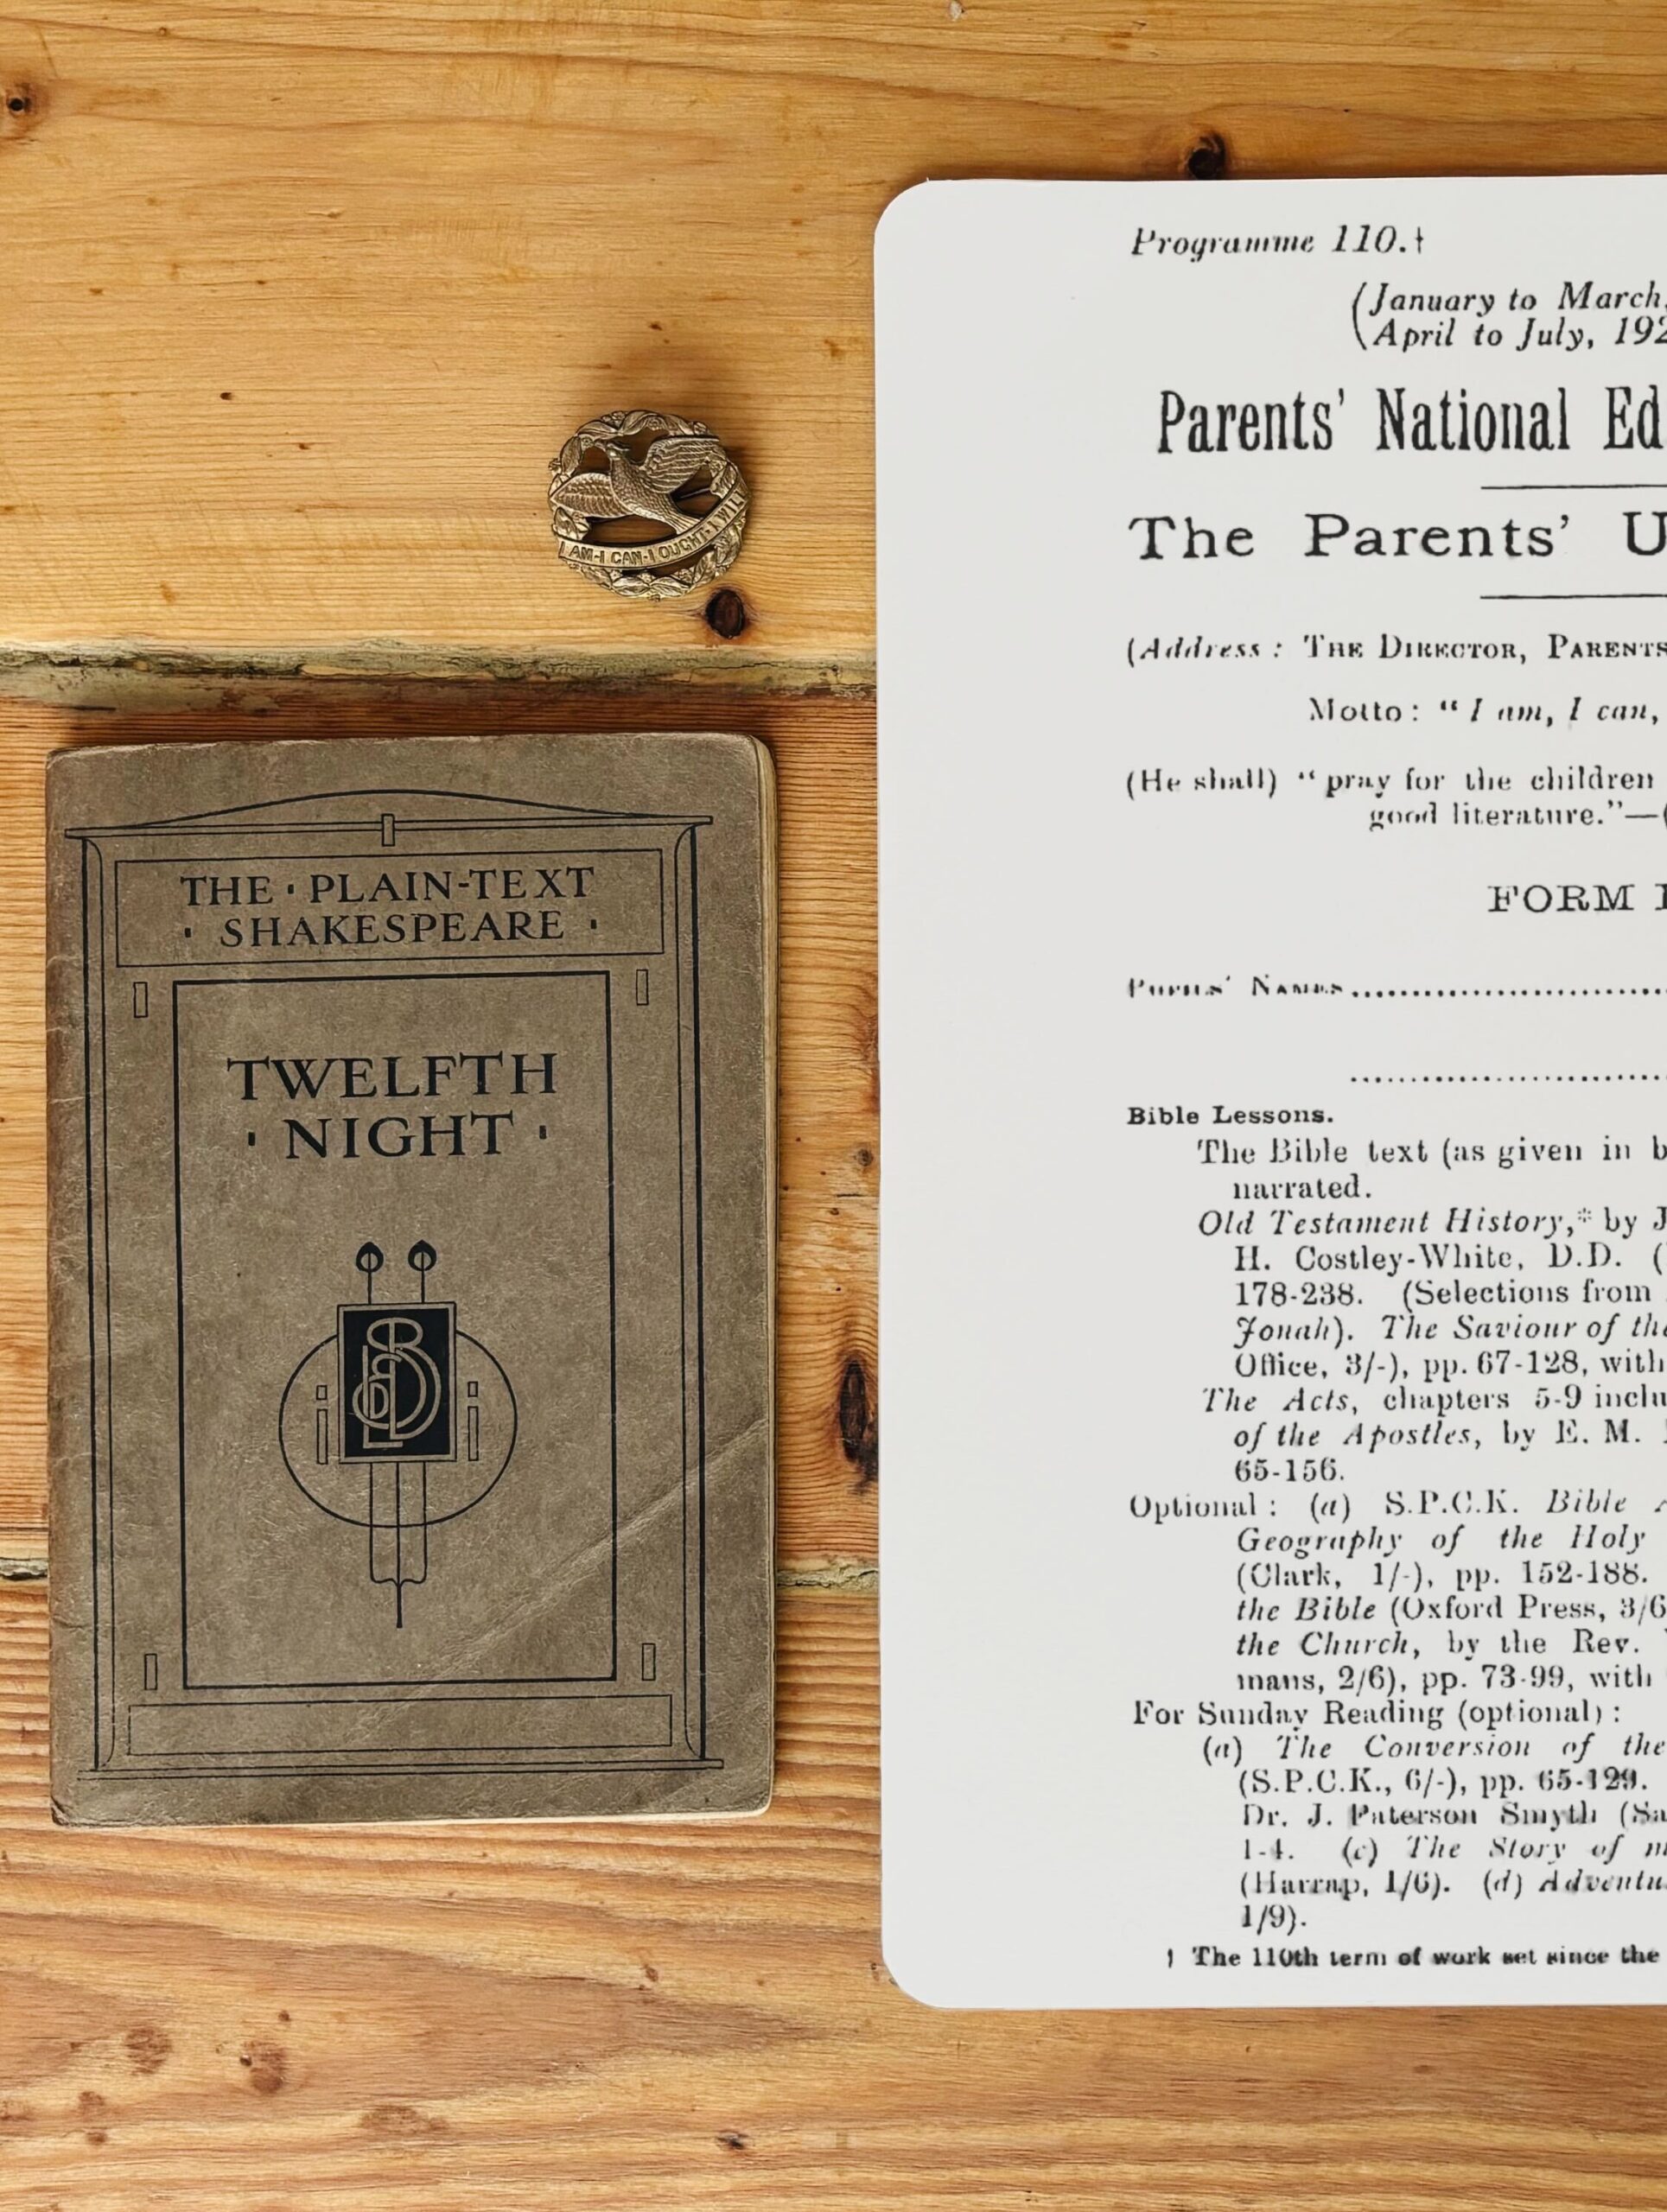 I AM·I CAN·I OUGHT·I WILL
THE · PLAIN-TEXT
· SHAKESPEARE ·
TWELFTH
· NIGHT ·
Programme 110.†
(January to March,
(April to July, 192
Parents' National Ed
The Parents' U
(Address : THE DIRECTOR, PARENTS
Motto : “ I am, I can,
(He shall) “ pray for the children
good literature.”—(
FORM
PUPILS' NAMES
Bible Lessons.
The Bible text (as given in b
narrated.
Old Testament History,* by J
H. Costley-White, D.D. (
178-238. (Selections from
Jonah). The Saviour of the
Office, 3/-), pp. 67-128, with
The Acts, chapters 5-9 inclu
of the Apostles, by E. M.
65-156.
Optional : (a) S.P.C.K. Bible A
Geography of the Holy
(Clark, 1/-), pp. 152-188.
the Bible (Oxford Press, 3/6
the Church, by the Rev.
mans, 2/6), pp. 73-99, with
For Sunday Reading (optional) :
(a) The Conversion of the
(S.P.C.K., 6/-), pp. 65-129.
Dr. J. Paterson Smyth (Sa
1-4. (c) The Story of m
(Harrap, 1/6). (d) Adventu
1/9).
† The 110th term of work set since the